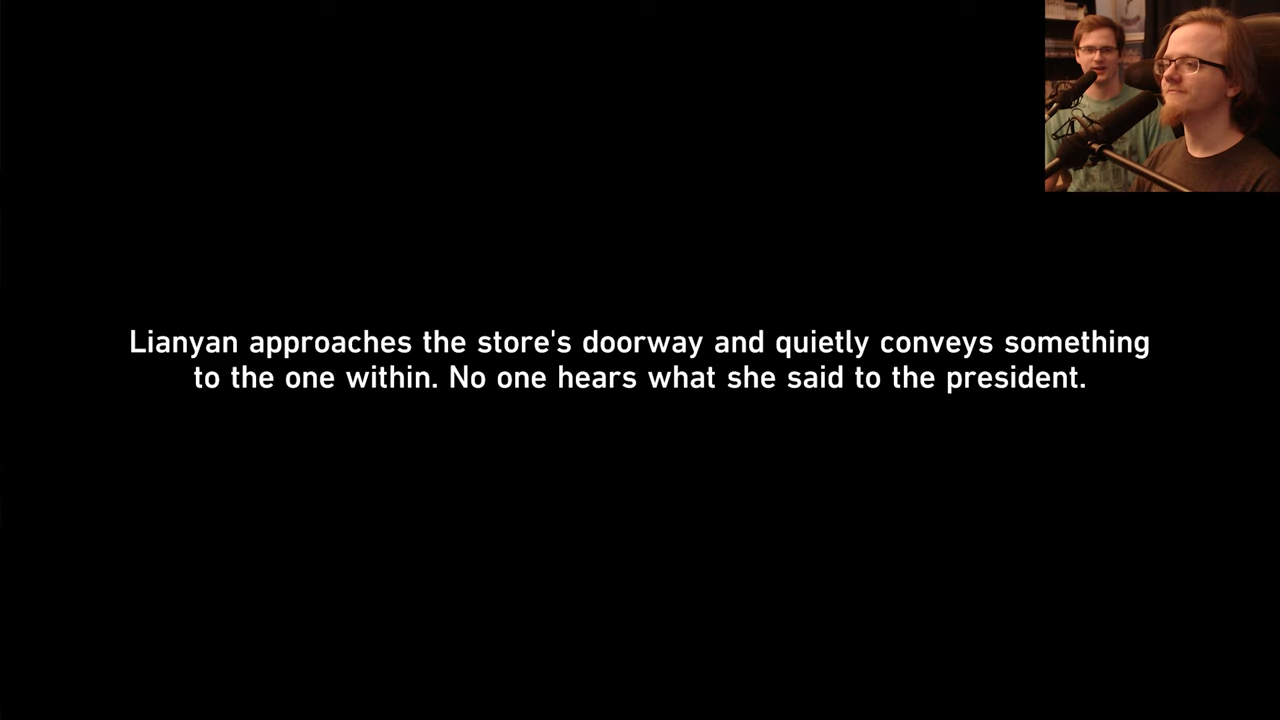 Lianyan approaches the store's doorway and quietly conveys something
to the one within. No one hears what she said to the president.